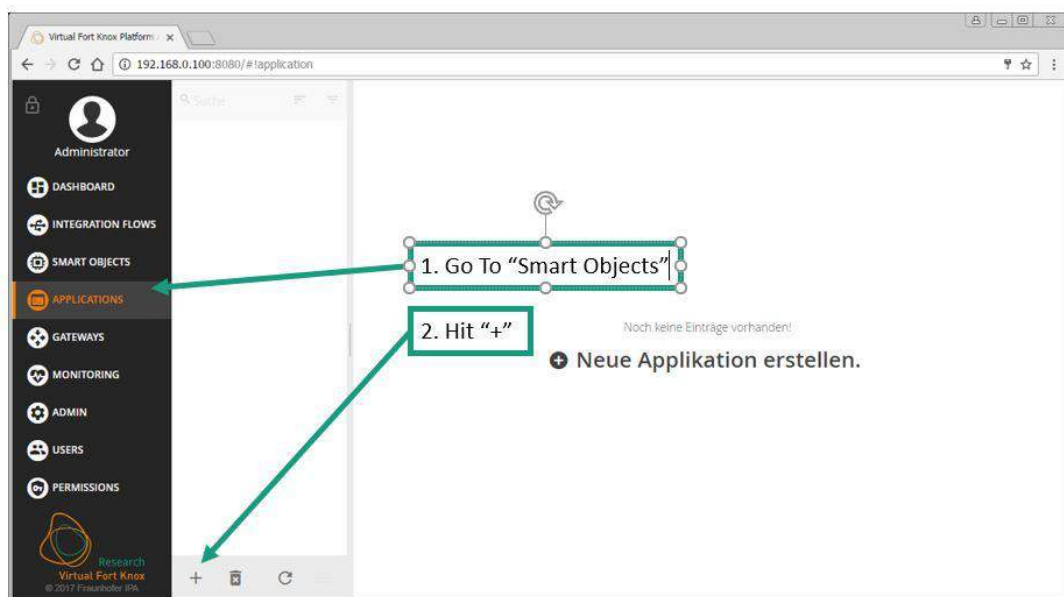 Virtual Fort Knox Platform /
192.168.0.100:8080/#!application
Suche
Administrator
DASHBOARD
INTEGRATION FLOWS
SMART OBJECTS
APPLICATIONS
GATEWAYS
MONITORING
ADMIN
USERS
PERMISSIONS
Research
Virtual Fort Knox
© 2017 Fraunhofer IPA
1. Go To “Smart Objects”
2. Hit “+”
Noch keine Einträge vorhanden!
Neue Applikation erstellen.